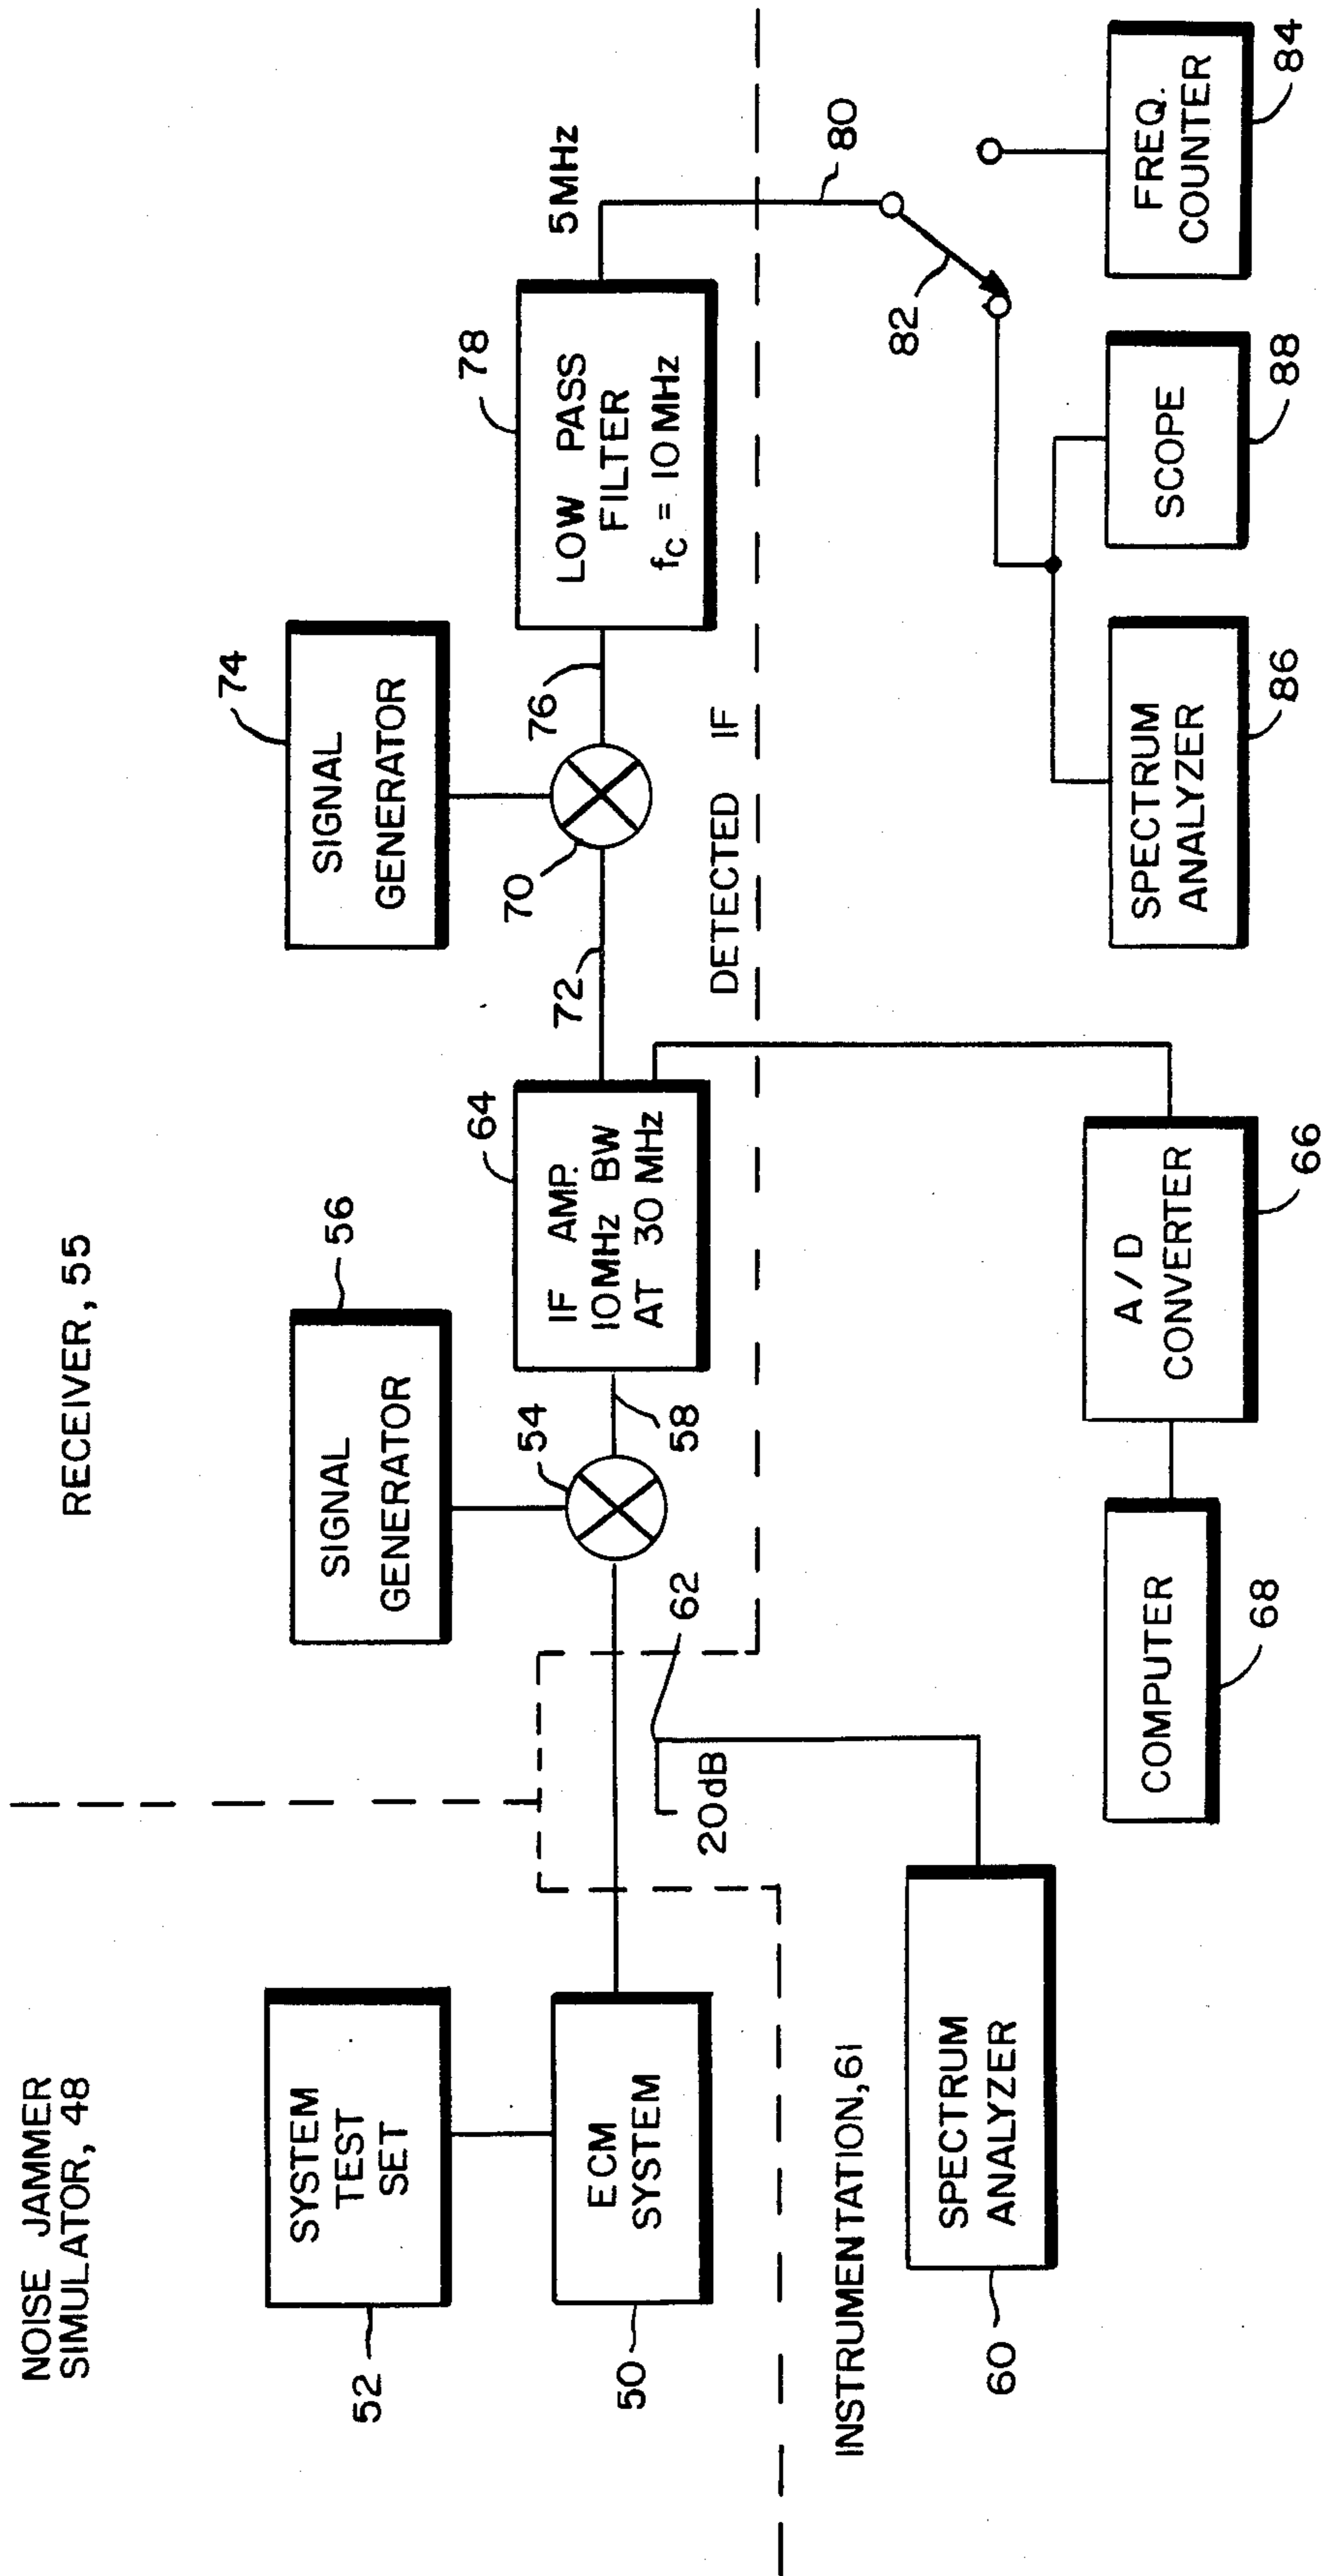 NOISE JAMMER
SIMULATOR, 48
RECEIVER, 55
SYSTEM
TEST
SET
52
ECM
SYSTEM
50
SIGNAL
GENERATOR
56
54
58
IF AMP.
10MHz BW
AT 30 MHz
64
72
SIGNAL
GENERATOR
74
70
76
LOW PASS
FILTER
fc = 10MHz
78
5MHz
DETECTED IF
INSTRUMENTATION,61
20dB
62
SPECTRUM
ANALYZER
60
COMPUTER
68
A/D
CONVERTER
66
80
82
SPECTRUM
ANALYZER
86
SCOPE
88
FREQ.
COUNTER
84